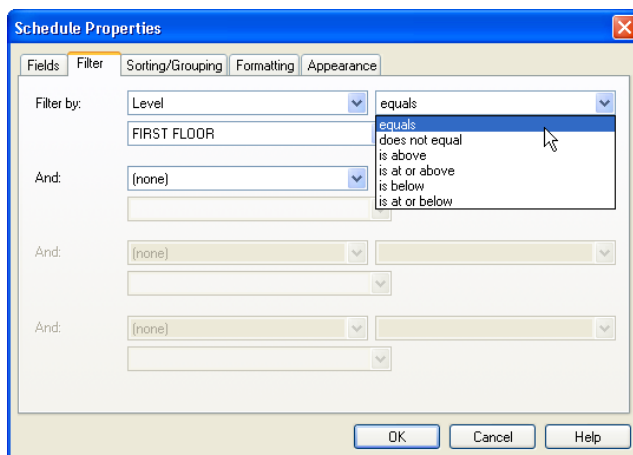 Schedule Properties
Fields Filter Sorting/Grouping Formatting Appearance
Filter by: Level equals
FIRST FLOOR
equals
does not equal
is above
is at or above
is below
is at or below
And: (none)
And: (none)
And: (none)
OK Cancel Help